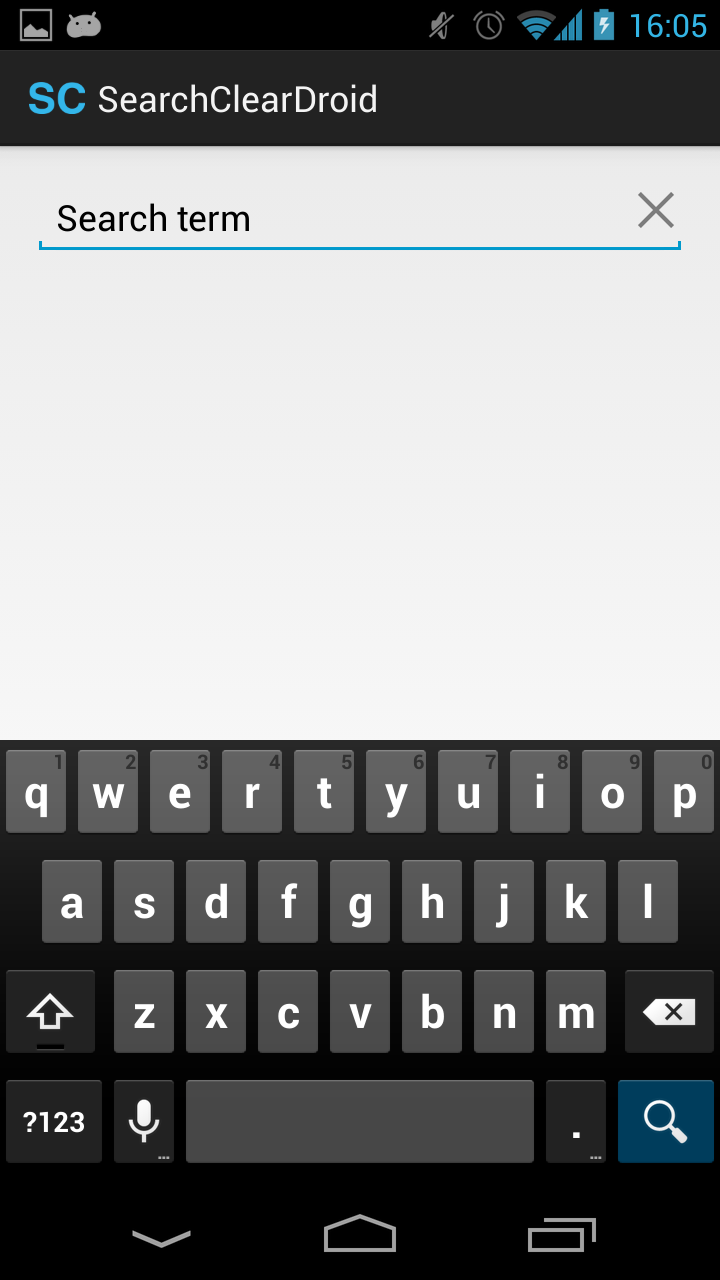 16:05
SC SearchClearDroid
Search term
1 2 3 4 5 6 7 8 9 0
q w e r t y u i o p
a s d f g h j k l
z x c v b n m
?123 .